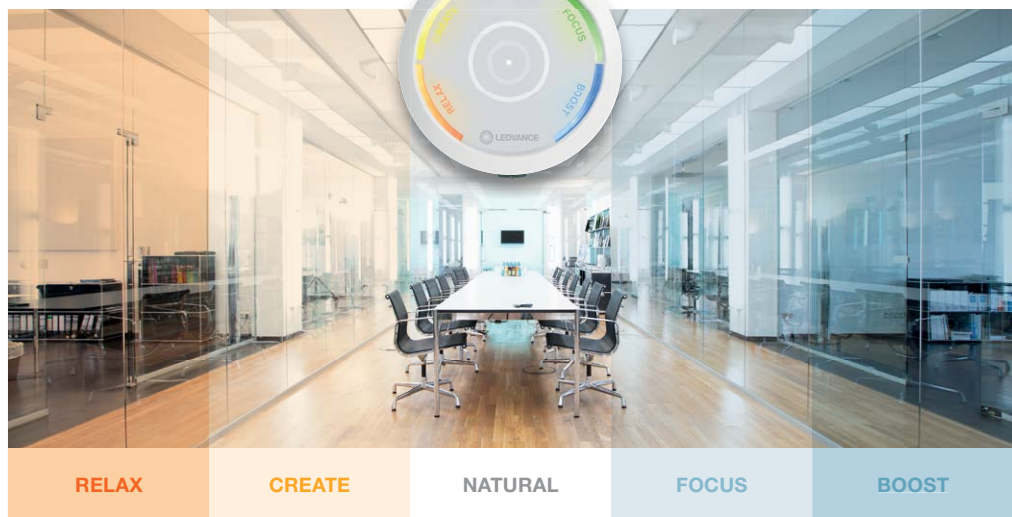 FOCUS
RELAX
BOOST
LEDVANCE
RELAX
CREATE
NATURAL
FOCUS
BOOST